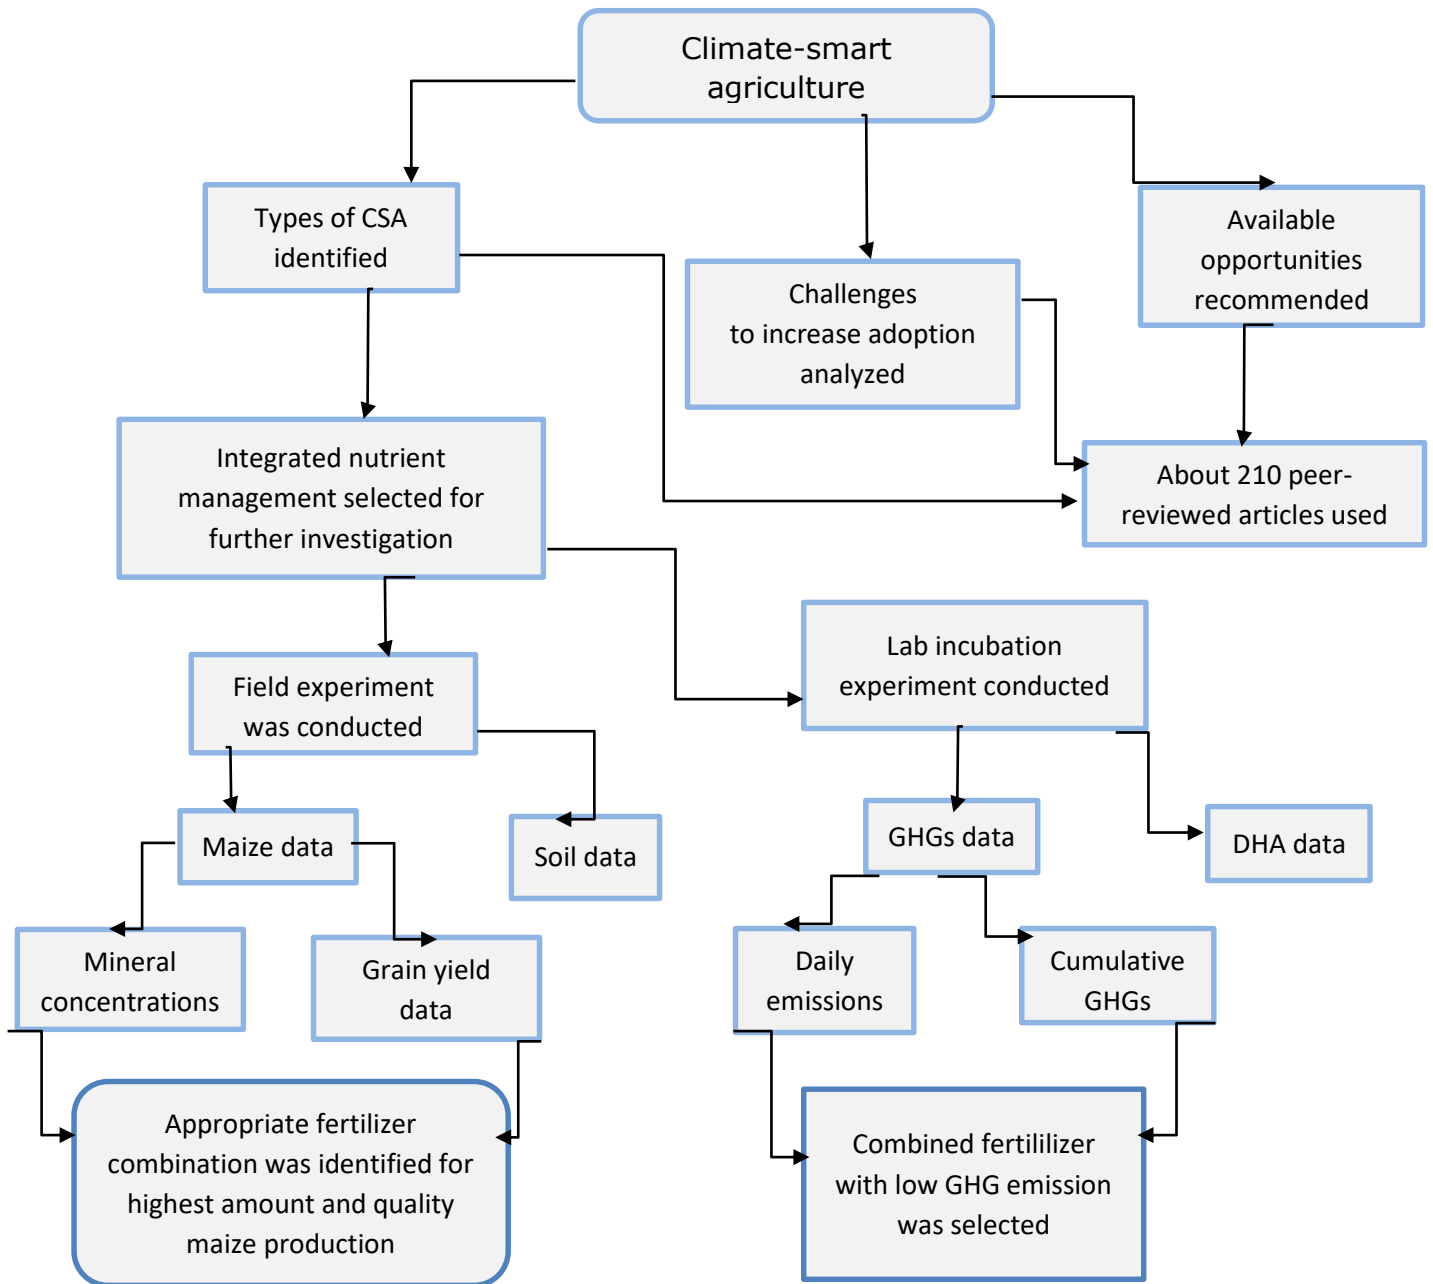 Climate-smart
agriculture
Types of CSA
identified
Available
opportunities
recommended
Challenges
to increase adoption
analyzed
Integrated nutrient
management selected for
further investigation
About 210 peer-
reviewed articles used
Lab incubation
experiment conducted
Field experiment
was conducted
Maize data
Soil data
GHGs data
DHA data
Mineral
concentrations
Grain yield
data
Daily
emissions
Cumulative
GHGs
Appropriate fertilizer
combination was identified for
highest amount and quality
maize production
Combined fertililizer
with low GHG emission
was selected